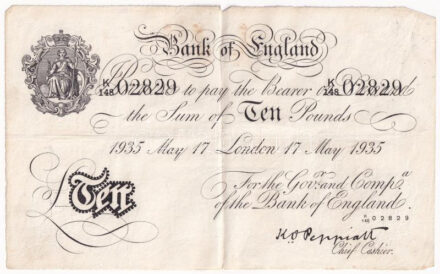 Bank of England
K/148 02829 to pay the Bearer on Demand K/148 02829
the Sum of Ten Pounds
1935 May 17 London 17 May 1935
For the Govr. and Compa.
of the Bank of England.
K/148 02829
£Ten
K.O. Peppiatt
Chief Cashier.